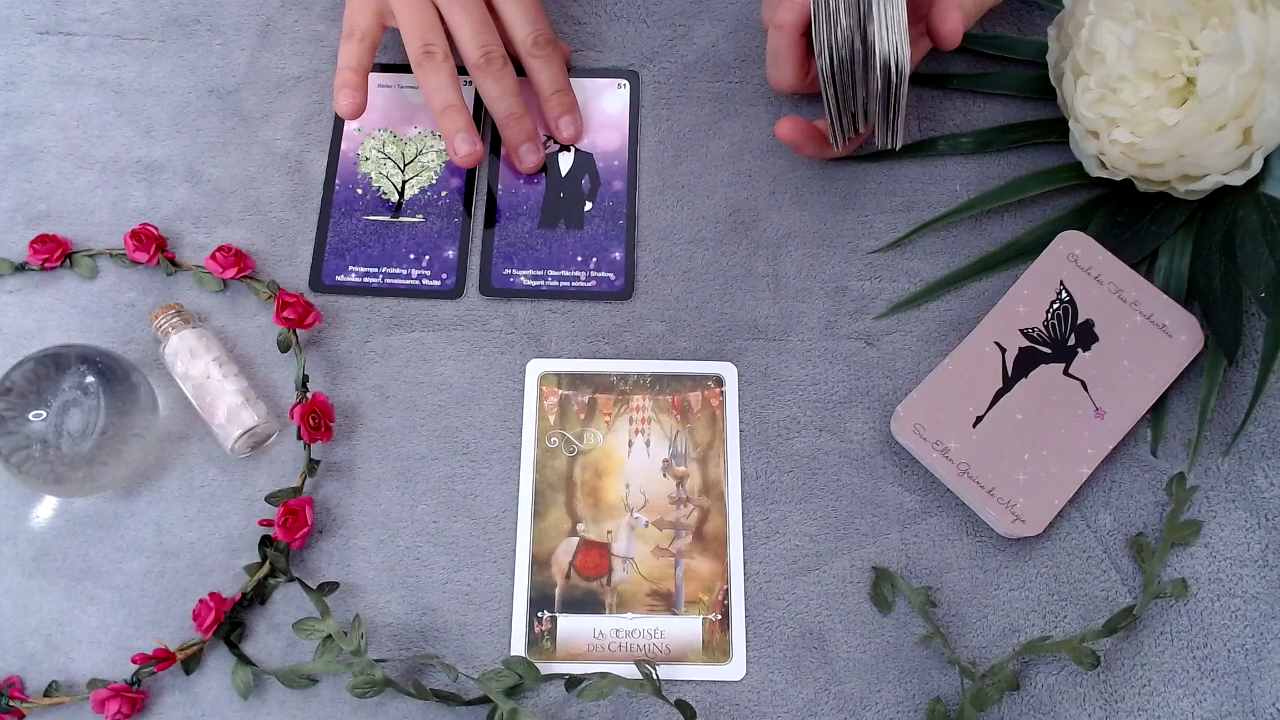 Bélier / Taureau
39
Printemps / Frühling / Spring
Nouveau départ, renaissance, vitalité
51
JH Superficiel / Oberflächlich / Shallow
Elégant mais pas sérieux
13
LA CROISÉE
DES CHEMINS
Oracle des Fées Enchantées
Sue-Ellen Graine de Magie